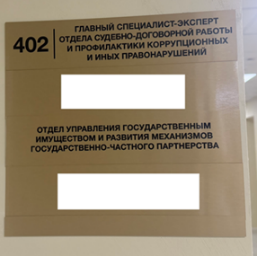 402
ГЛАВНЫЙ СПЕЦИАЛИСТ-ЭКСПЕРТ
ОТДЕЛА СУДЕБНО-ДОГОВОРНОЙ РАБОТЫ
И ПРОФИЛАКТИКИ КОРРУПЦИОННЫХ
И ИНЫХ ПРАВОНАРУШЕНИЙ
ОТДЕЛ УПРАВЛЕНИЯ ГОСУДАРСТВЕННЫМ
ИМУЩЕСТВОМ И РАЗВИТИЯ МЕХАНИЗМОВ
ГОСУДАРСТВЕННО-ЧАСТНОГО ПАРТНЕРСТВА